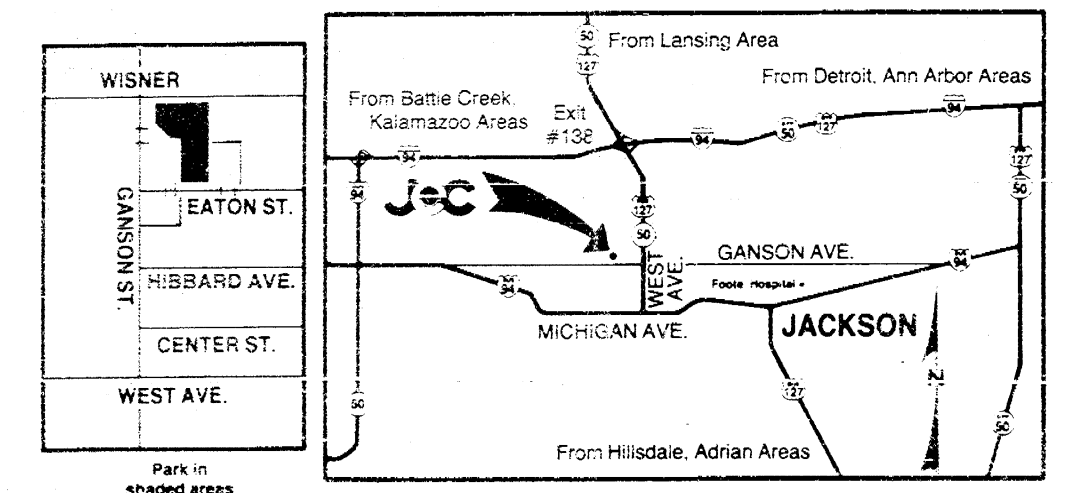 WISNER
GANSON ST.
EATON ST.
HIBBARD AVE.
CENTER ST.
WEST AVE.
Park in
shaded areas
50
From Lansing Area
127
From Detroit, Ann Arbor Areas
From Battle Creek,
Kalamazoo Areas
Exit
#138
94
94
50
127
94
94
127
50
JCC
127
50
WEST
AVE.
GANSON AVE.
94
94
Foote Hospital
MICHIGAN AVE.
JACKSON
127
N
50
50
From Hillsdale, Adrian Areas